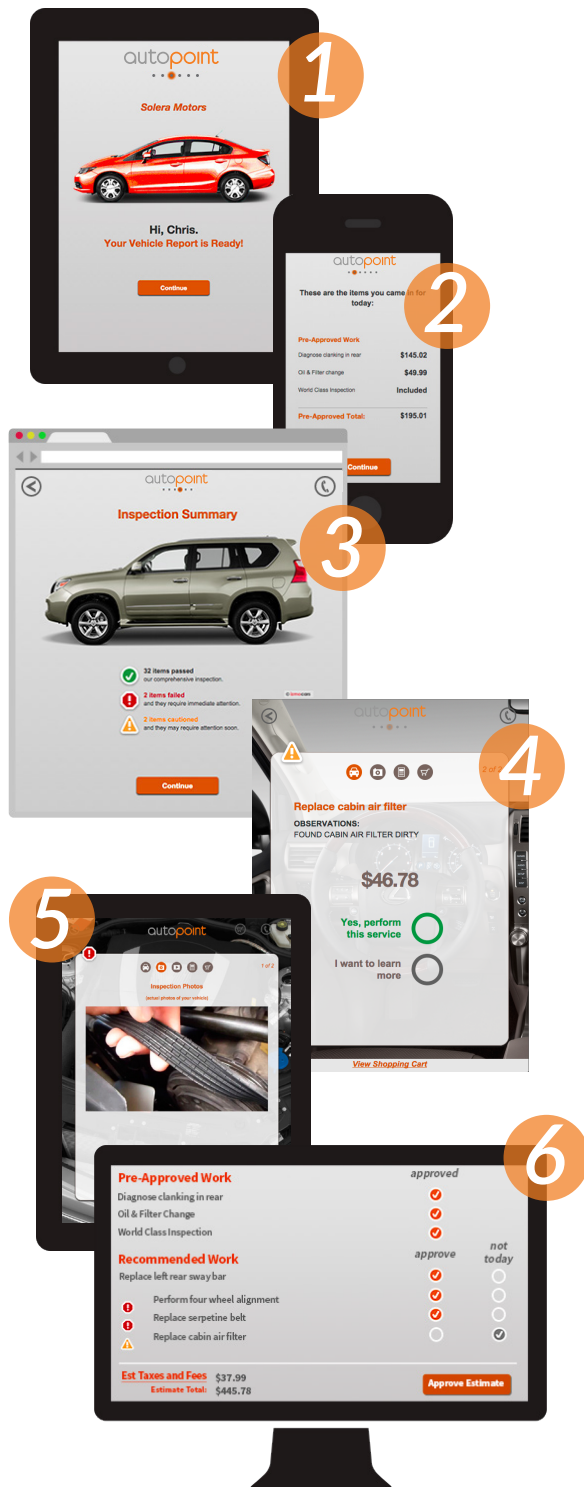 1
autopoint
Solera Motors
Hi, Chris.
Your Vehicle Report is Ready!
Continue
2
autopoint
These are the items you came in for
today:
Pre-Approved Work
Diagnose clanking in rear $145.02
Oil & Filter change $49.99
World Class Inspection Included
Pre-Approved Total: $195.01
Continue
3
autopoint
Inspection Summary
32 items passed
our comprehensive inspection.
2 items failed
and they require immediate attention.
2 items cautioned
and they may require attention soon.
Continue
4
autopoint
2 of 2
Replace cabin air filter
OBSERVATIONS:
FOUND CABIN AIR FILTER DIRTY
$46.78
Yes, perform
this service
I want to learn
more
View Shopping Cart
5
autopoint
1 of 2
Inspection Photos
(actual photos of your vehicle)
6
Pre-Approved Work approved
Diagnose clanking in rear
Oil & Filter Change
World Class Inspection
Recommended Work approve not
today
Replace left rear sway bar
Perform four wheel alignment
Replace serpetine belt
Replace cabin air filter
Est Taxes and Fees $37.99
Estimate Total: $445.78
Approve Estimate